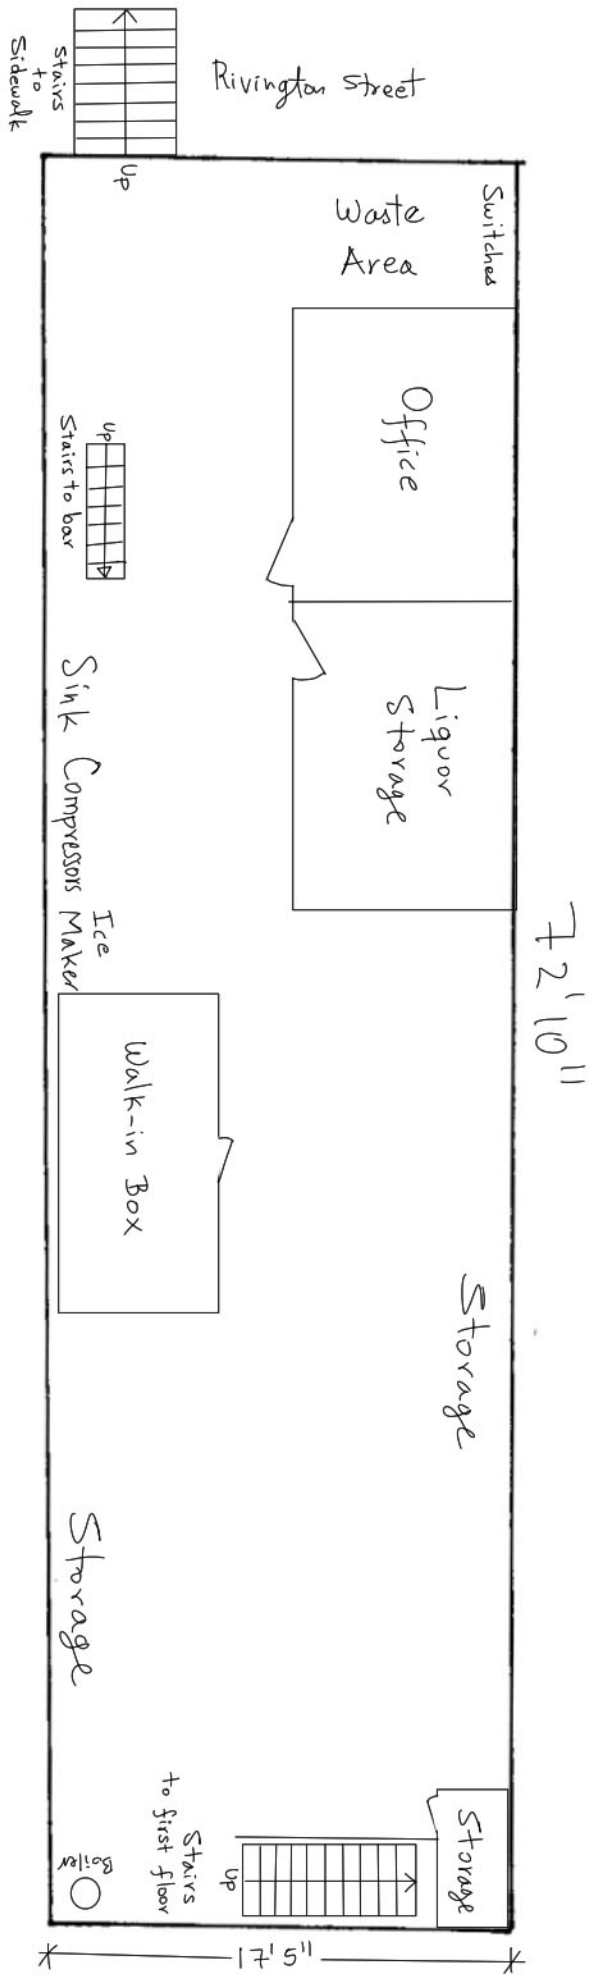 Stairs
to
Sidewalk
Rivington Street
Up
Waste
Area
Switches
Office
Up
Stairs to bar
Liquor
Storage
Sink Compressors
Ice
Maker
72'10"
Walk-in Box
Storage
Storage
Stairs
to first floor
Up
Storage
Boiler
17'5"